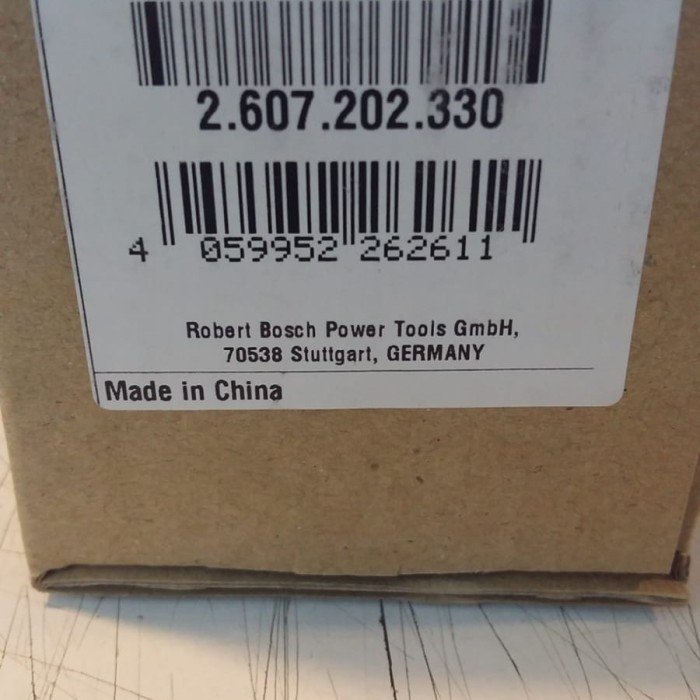 2.607.202.330
4 059952 262611
Robert Bosch Power Tools GmbH,
70538 Stuttgart, GERMANY
Made in China